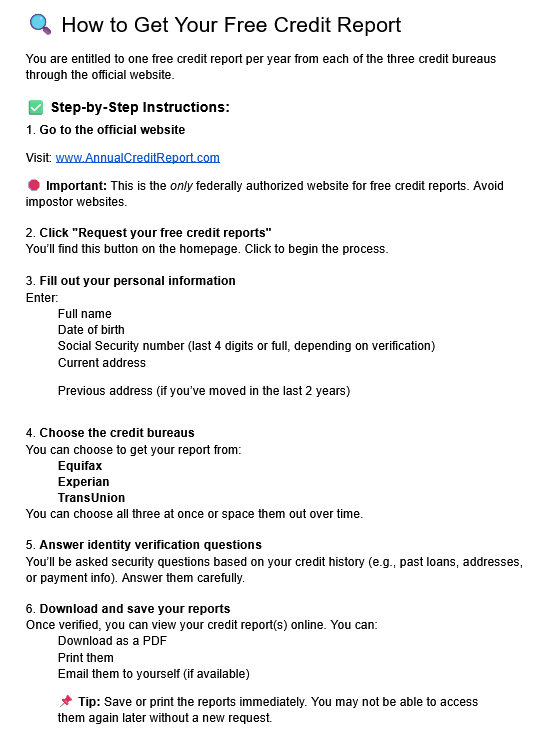 How to Get Your Free Credit Report
You are entitled to one free credit report per year from each of the three credit bureaus
through the official website.
Step-by-Step Instructions:
1. Go to the official website
Visit: www.AnnualCreditReport.com
Important: This is the only federally authorized website for free credit reports. Avoid
impostor websites.
2. Click "Request your free credit reports"
You'll find this button on the homepage. Click to begin the process.
3. Fill out your personal information
Enter:
Full name
Date of birth
Social Security number (last 4 digits or full, depending on verification)
Current address
Previous address (if you've moved in the last 2 years)
4. Choose the credit bureaus
You can choose to get your report from:
Equifax
Experian
TransUnion
You can choose all three at once or space them out over time.
5. Answer identity verification questions
You'll be asked security questions based on your credit history (e.g., past loans, addresses,
or payment info). Answer them carefully.
6. Download and save your reports
Once verified, you can view your credit report(s) online. You can:
Download as a PDF
Print them
Email them to yourself (if available)
Tip: Save or print the reports immediately. You may not be able to access
them again later without a new request.